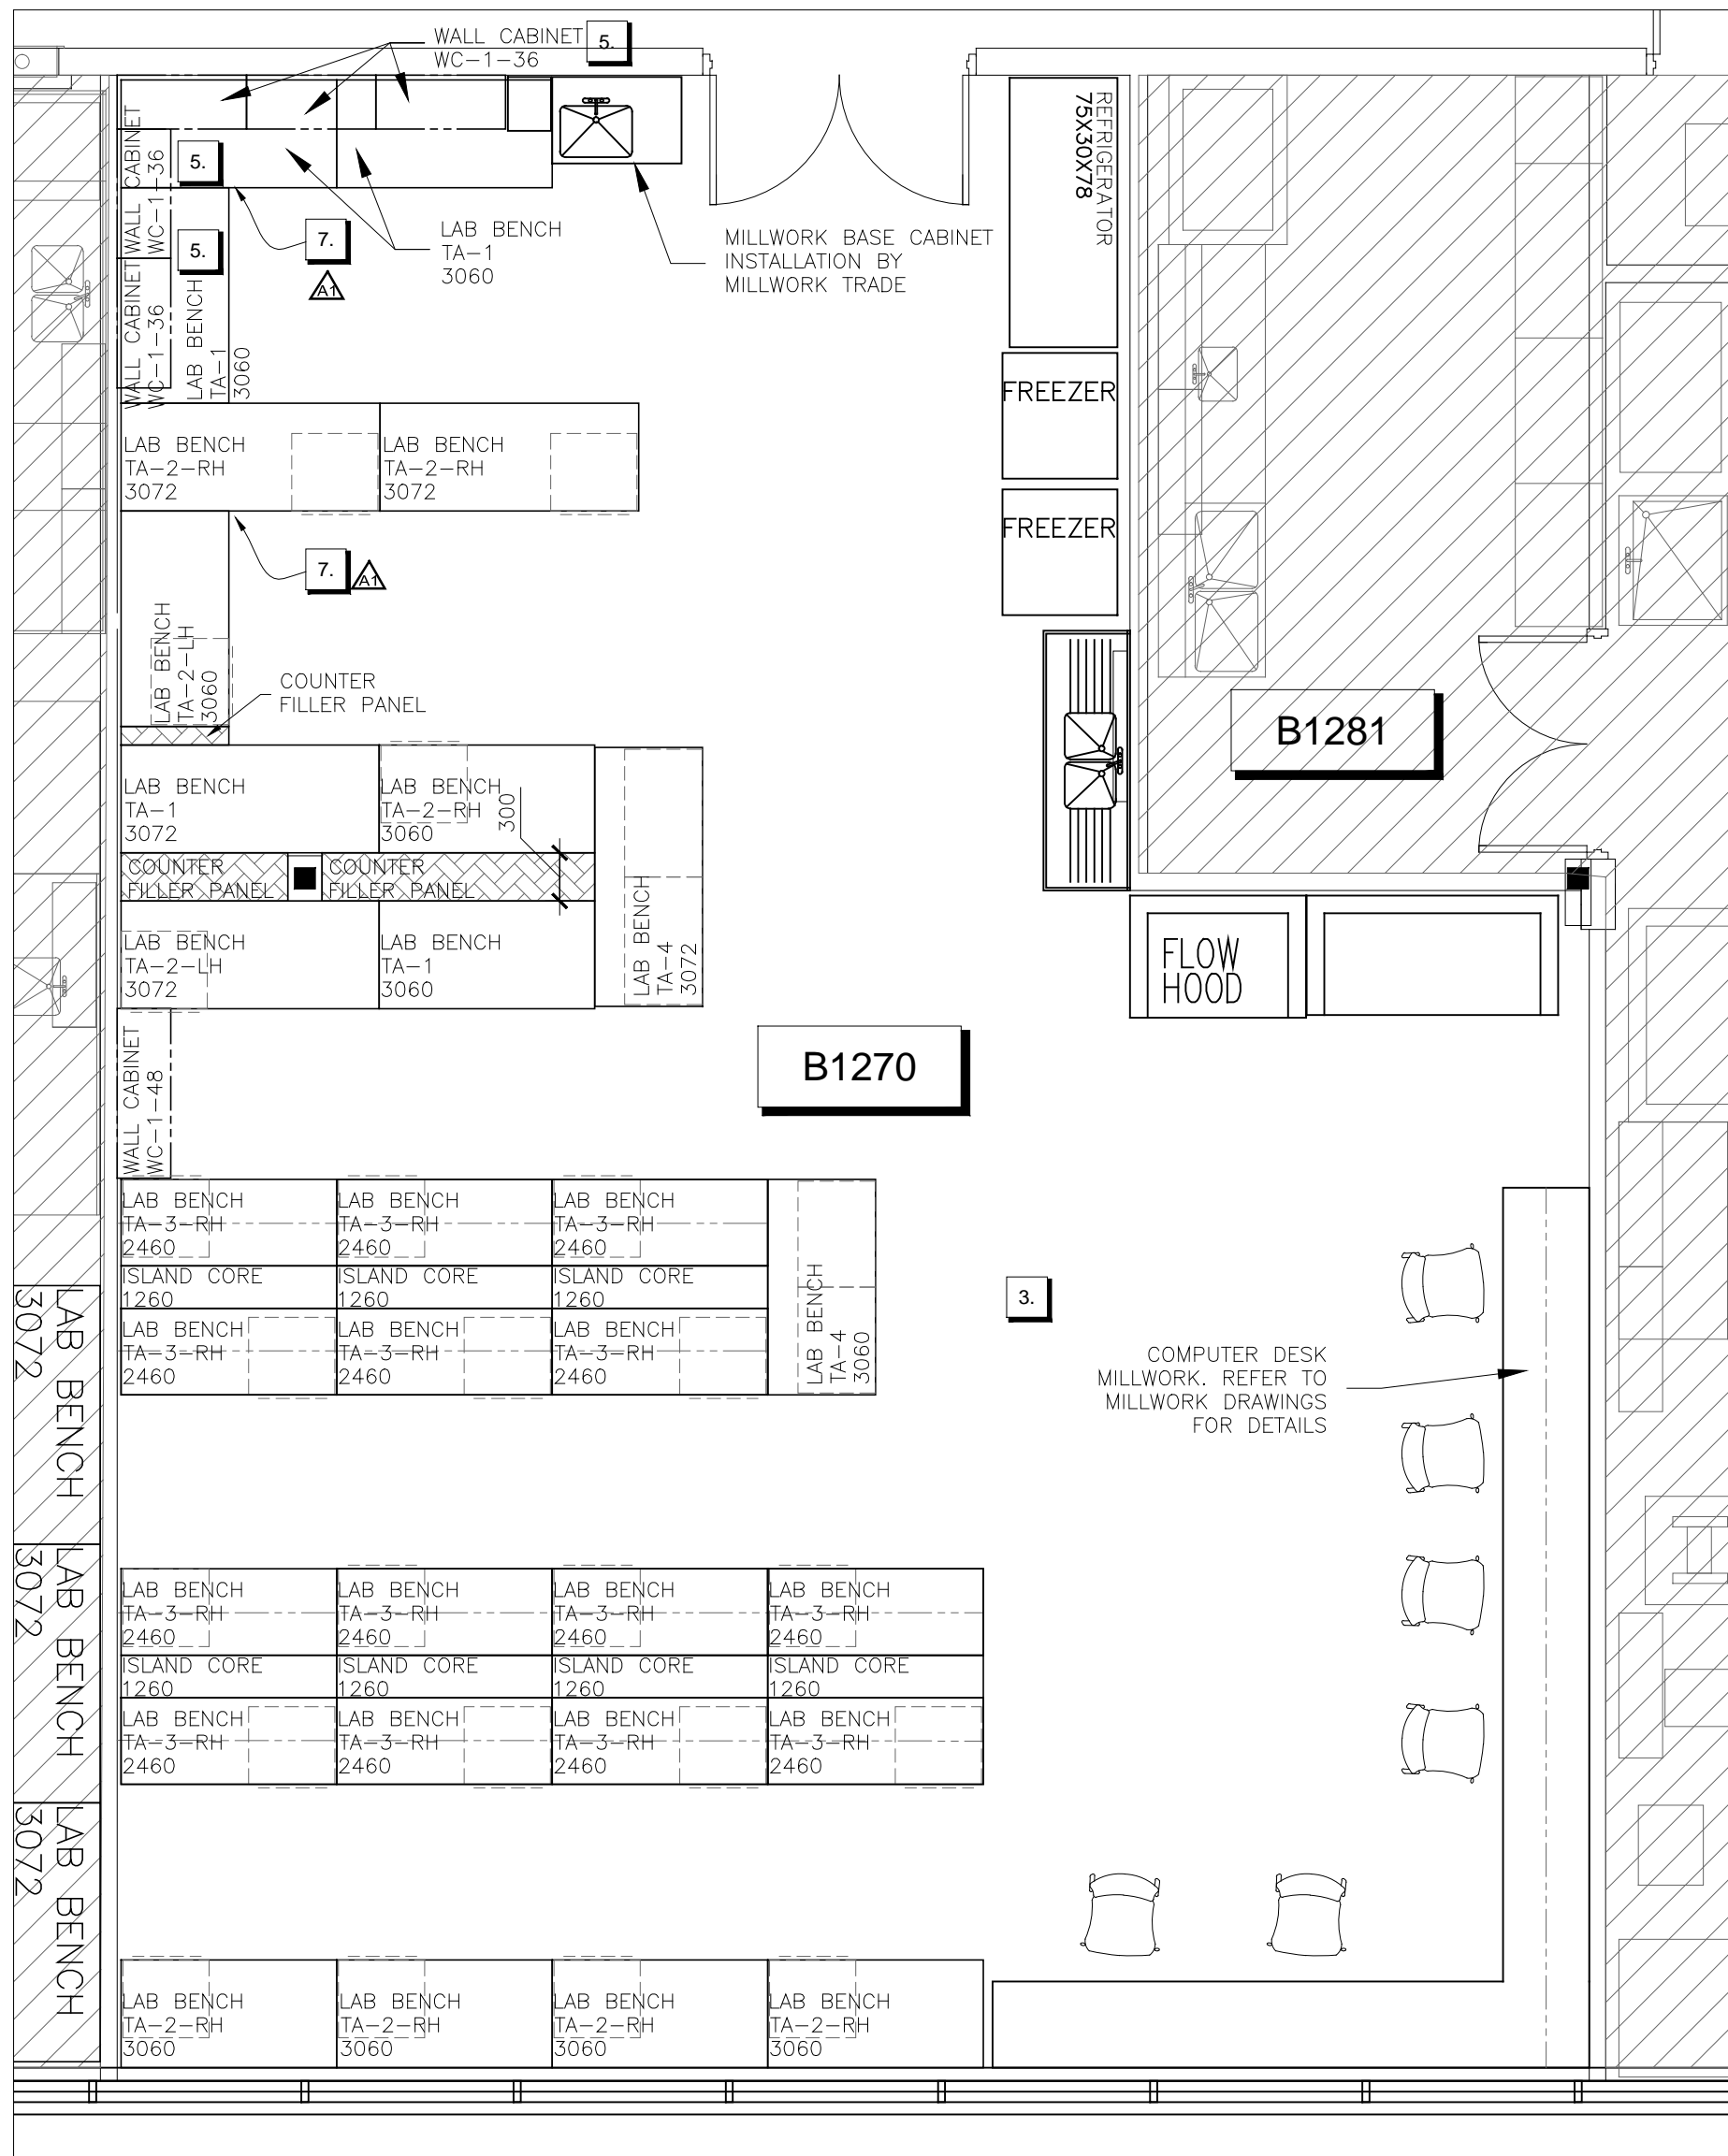 WALL CABINET
WC-1-36
5.
WALL CABINET
WC-1-36
5.
5.
WALL CABINET
WC-1-36
LAB BENCH
TA-1
3060
7.
A1
LAB BENCH
TA-1
3060
MILLWORK BASE CABINET
INSTALLATION BY
MILLWORK TRADE
REFRIGERATOR
75X30X78
FREEZER
FREEZER
LAB BENCH
TA-2-RH
3072
LAB BENCH
TA-2-RH
3072
7.
A1
LAB BENCH
TA-2-LH
3060
COUNTER
FILLER PANEL
B1281
LAB BENCH
TA-1
3072
LAB BENCH
TA-2-RH
3060
300
COUNTER
FILLER PANEL
COUNTER
FILLER PANEL
LAB BENCH
TA-4
3072
LAB BENCH
TA-2-LH
3072
LAB BENCH
TA-1
3060
FLOW
HOOD
B1270
WALL CABINET
WC-1-48
LAB BENCH
TA-3-RH
2460
LAB BENCH
TA-3-RH
2460
LAB BENCH
TA-3-RH
2460
ISLAND CORE
1260
ISLAND CORE
1260
ISLAND CORE
1260
LAB BENCH
TA-3-RH
2460
LAB BENCH
TA-3-RH
2460
LAB BENCH
TA-3-RH
2460
LAB BENCH
TA-4
3060
3.
COMPUTER DESK
MILLWORK. REFER TO
MILLWORK DRAWINGS
FOR DETAILS
LAB BENCH
3072
LAB BENCH
3072
LAB BENCH
3072
LAB BENCH
TA-3-RH
2460
LAB BENCH
TA-3-RH
2460
LAB BENCH
TA-3-RH
2460
LAB BENCH
TA-3-RH
2460
ISLAND CORE
1260
ISLAND CORE
1260
ISLAND CORE
1260
ISLAND CORE
1260
LAB BENCH
TA-3-RH
2460
LAB BENCH
TA-3-RH
2460
LAB BENCH
TA-3-RH
2460
LAB BENCH
TA-3-RH
2460
LAB BENCH
TA-2-RH
3060
LAB BENCH
TA-2-RH
3060
LAB BENCH
TA-2-RH
3060
LAB BENCH
TA-2-RH
3060